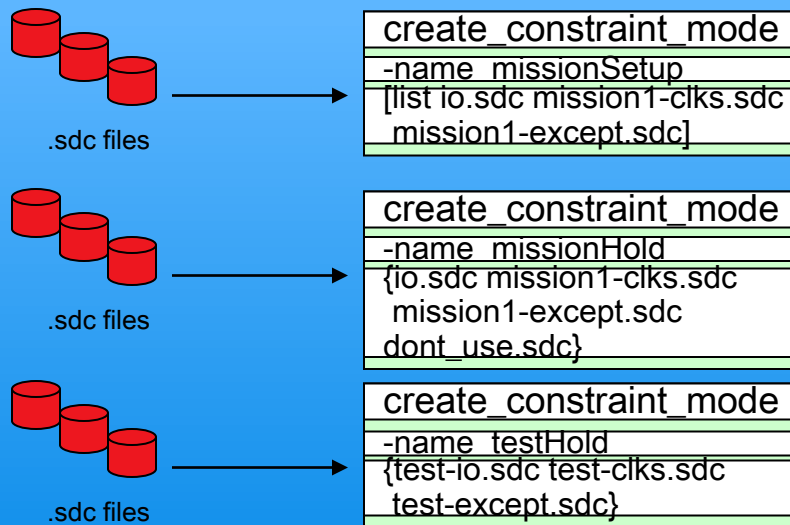 create_constraint_mode
-name missionSetup
[list io.sdc mission1-clks.sdc
mission1-except.sdc]
.sdc files
create_constraint_mode
-name missionHold
{io.sdc mission1-clks.sdc
mission1-except.sdc
dont_use.sdc}
.sdc files
create_constraint_mode
-name testHold
{test-io.sdc test-clks.sdc
test-except.sdc}
.sdc files